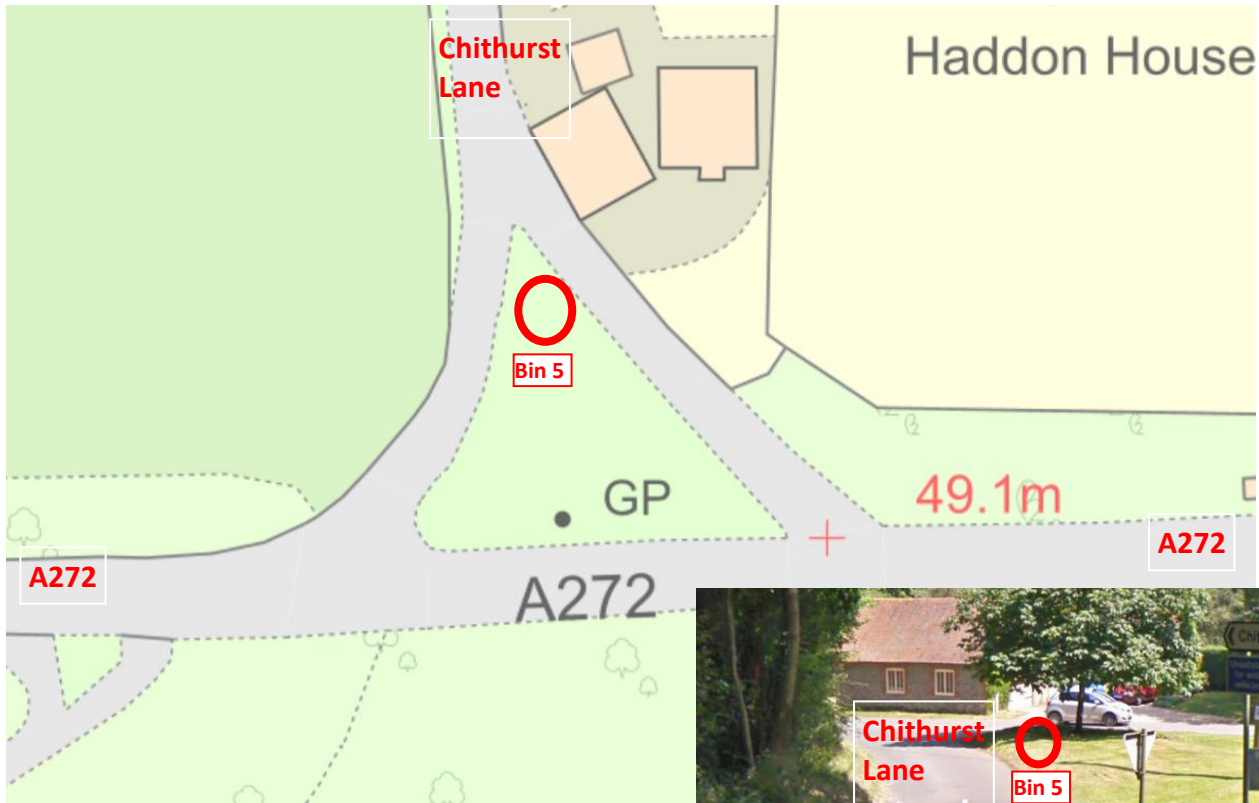 Chithurst
Lane
Haddon House
Bin 5
GP
49.1m
A272
A272
A272
Chithurst
Lane
Bin 5